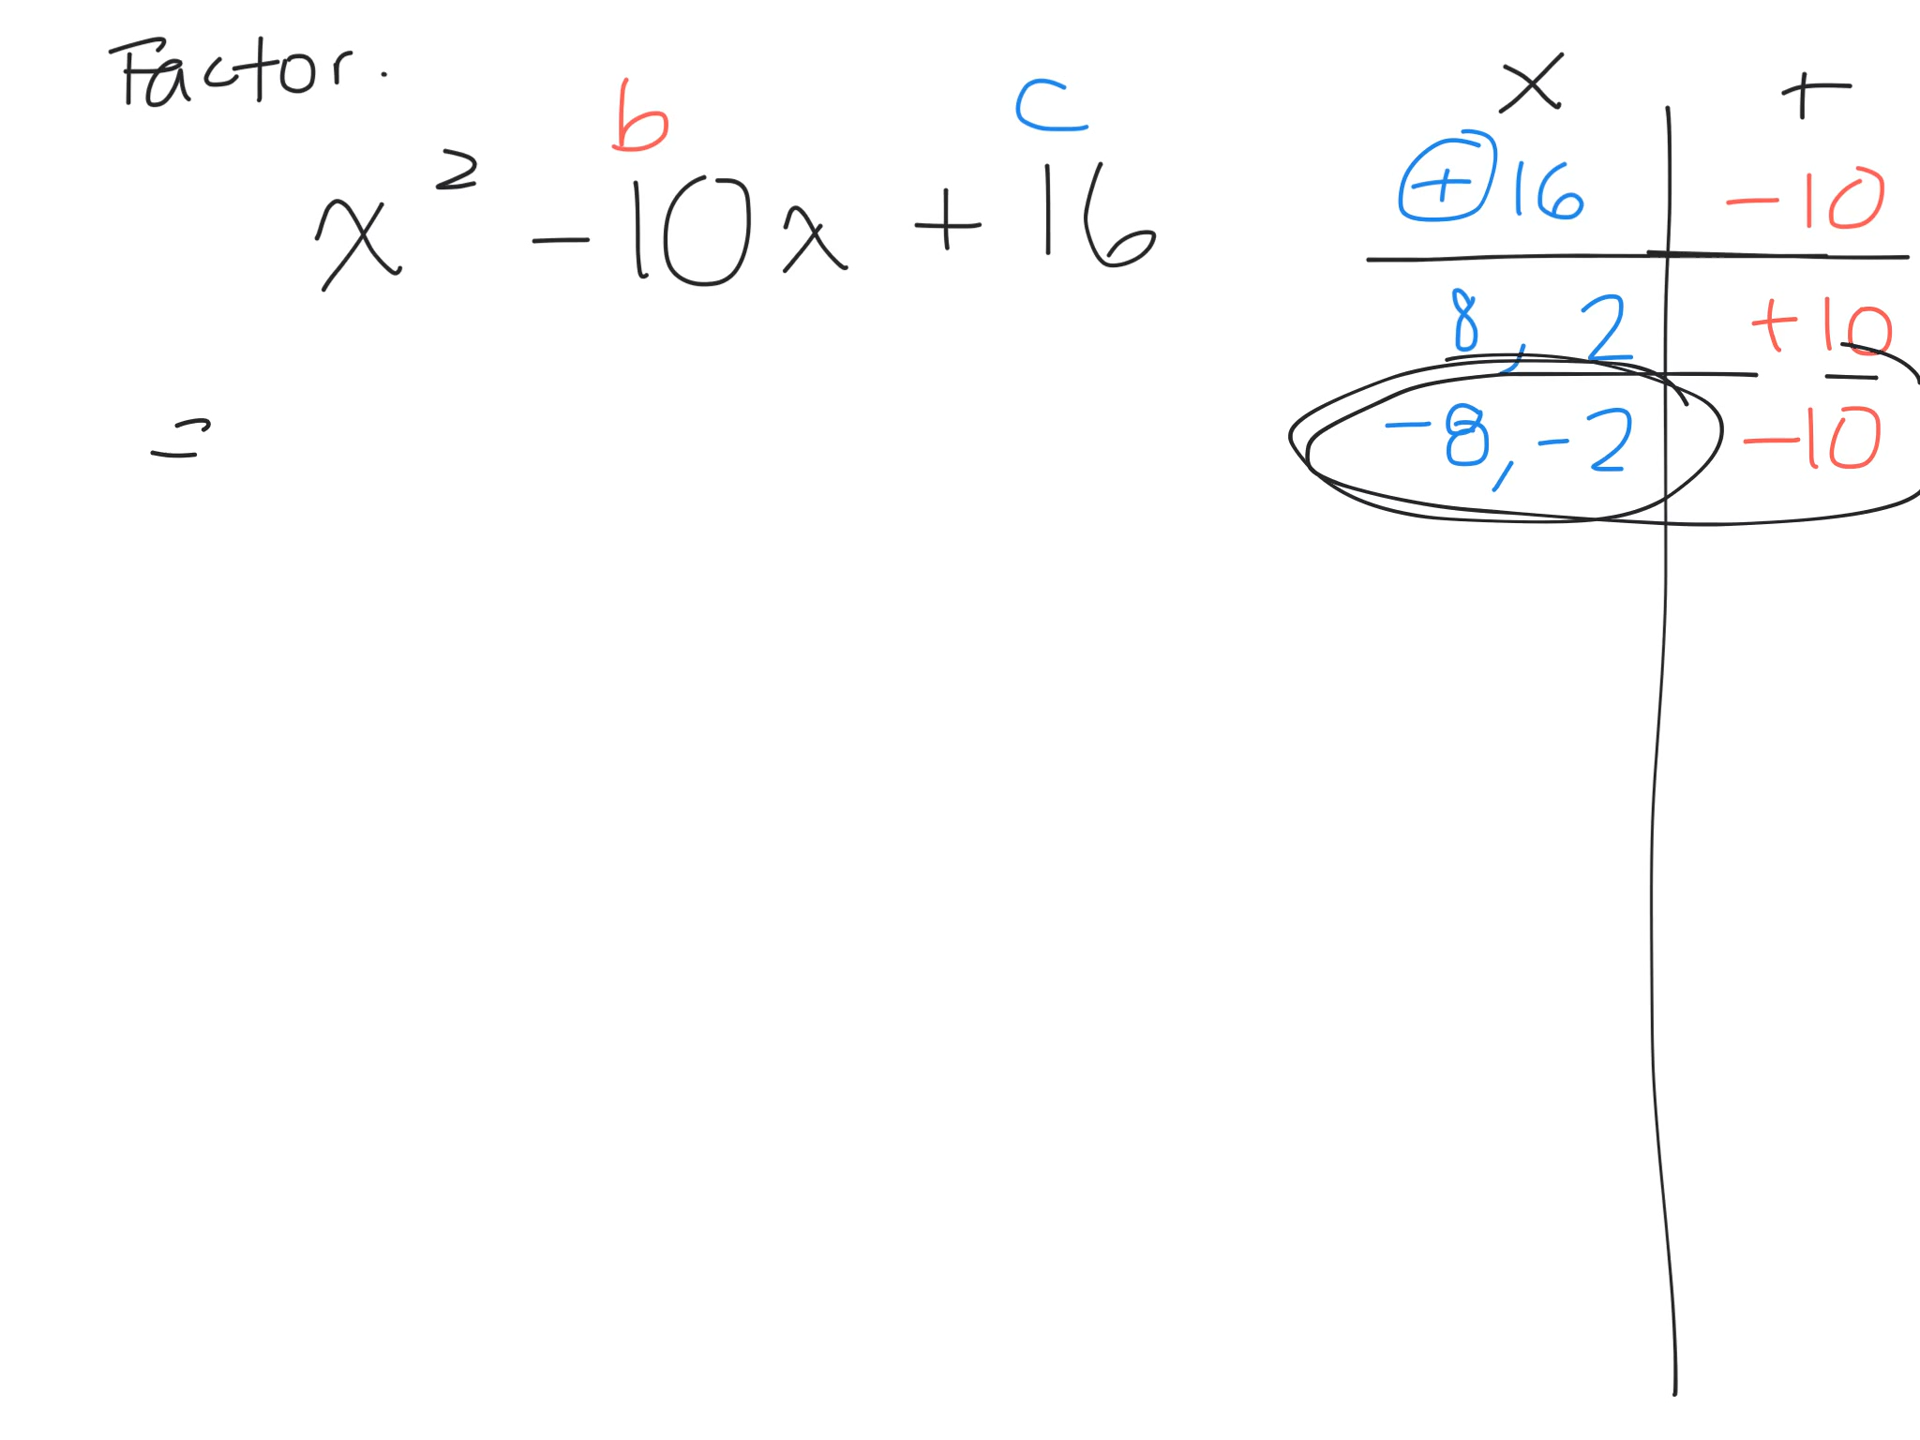 Factor.
b c
x² - 10x + 16
=
× +
+ 16 -10
8, 2 +10
-8, -2 -10